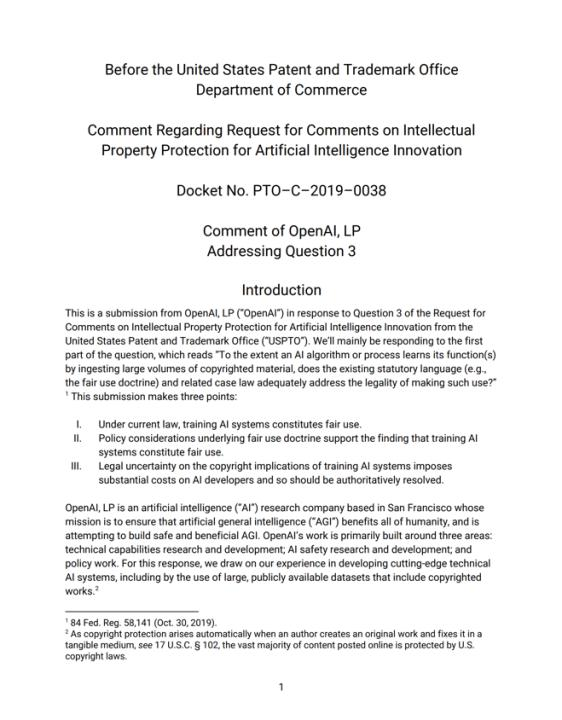 Before the United States Patent and Trademark Office
Department of Commerce
Comment Regarding Request for Comments on Intellectual
Property Protection for Artificial Intelligence Innovation
Docket No. PTO–C–2019–0038
Comment of OpenAI, LP
Addressing Question 3
Introduction
This is a submission from OpenAI, LP (“OpenAI”) in response to Question 3 of the Request for
Comments on Intellectual Property Protection for Artificial Intelligence Innovation from the
United States Patent and Trademark Office (“USPTO”). We’ll mainly be responding to the first
part of the question, which reads “To the extent an AI algorithm or process learns its function(s)
by ingesting large volumes of copyrighted material, does the existing statutory language (e.g.,
the fair use doctrine) and related case law adequately address the legality of making such use?”
1 This submission makes three points:
I. Under current law, training AI systems constitutes fair use.
II. Policy considerations underlying fair use doctrine support the finding that training AI
systems constitute fair use.
III. Legal uncertainty on the copyright implications of training AI systems imposes
substantial costs on AI developers and so should be authoritatively resolved.
OpenAI, LP is an artificial intelligence (“AI”) research company based in San Francisco whose
mission is to ensure that artificial general intelligence (“AGI”) benefits all of humanity, and is
attempting to build safe and beneficial AGI. OpenAI’s work is primarily built around three areas:
technical capabilities research and development; AI safety research and development; and
policy work. For this response, we draw on our experience in developing cutting-edge technical
AI systems, including by the use of large, publicly available datasets that include copyrighted
works.2
1 84 Fed. Reg. 58,141 (Oct. 30, 2019).
2 As copyright protection arises automatically when an author creates an original work and fixes it in a
tangible medium, see 17 U.S.C. § 102, the vast majority of content posted online is protected by U.S.
copyright laws.
1